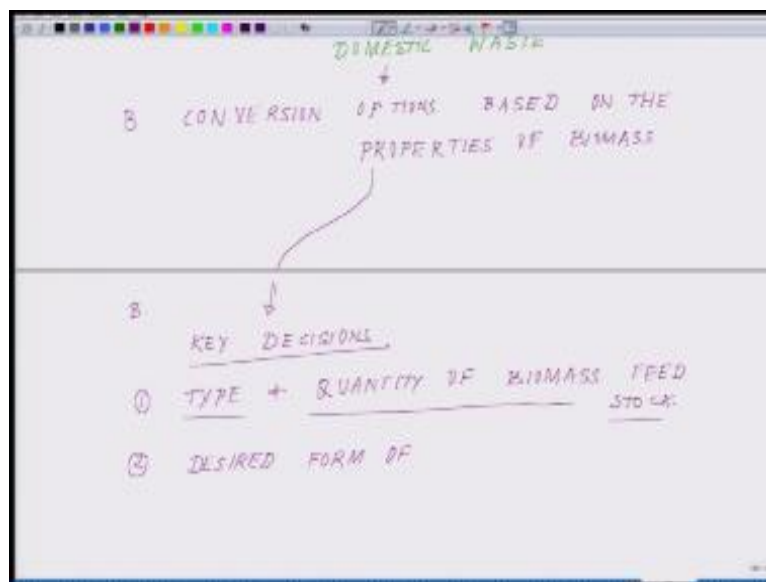 DOMESTIC WASTE
B CONVERSION OPTIONS BASED ON THE
PROPERTIES OF BIOMASS
B
KEY DECISIONS.
① TYPE + QUANTITY OF BIOMASS FEED
STOCK
② DESIRED FORM OF